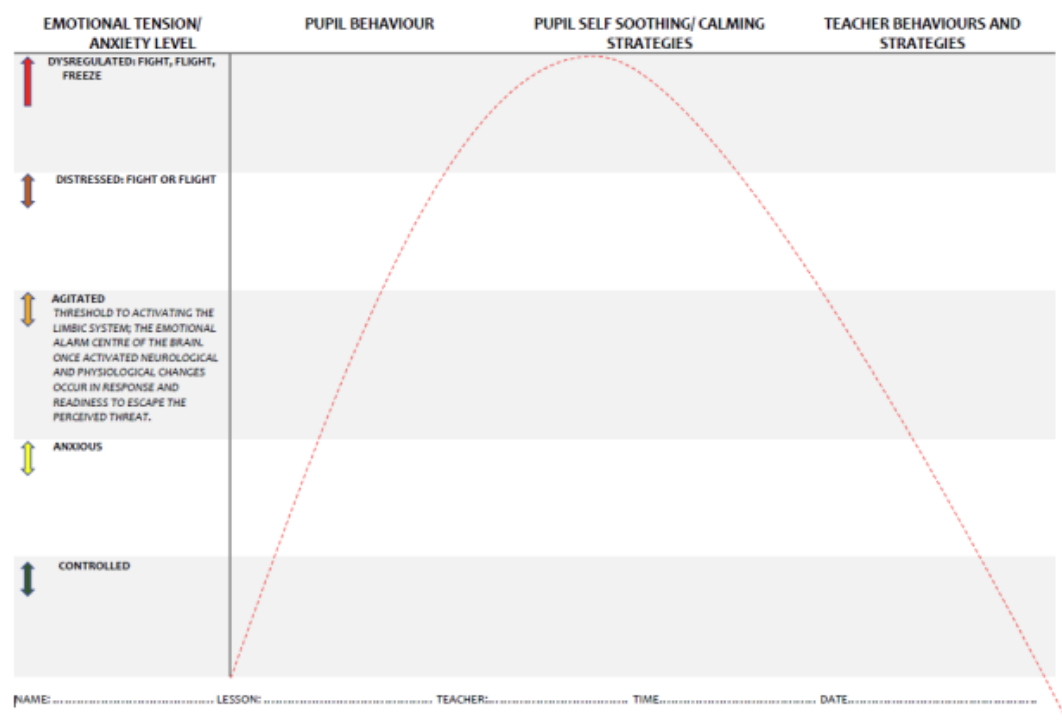 EMOTIONAL TENSION/
ANXIETY LEVEL
PUPIL BEHAVIOUR
PUPIL SELF SOOTHING/ CALMING
STRATEGIES
TEACHER BEHAVIOURS AND
STRATEGIES
DYSREGULATED: FIGHT, FLIGHT,
FREEZE
DISTRESSED: FIGHT OR FLIGHT
AGITATED
THRESHOLD TO ACTIVATING THE
LIMBIC SYSTEM; THE EMOTIONAL
ALARM CENTRE OF THE BRAIN.
ONCE ACTIVATED NEUROLOGICAL
AND PHYSIOLOGICAL CHANGES
OCCUR IN RESPONSE AND
READINESS TO ESCAPE THE
PERCEIVED THREAT.
ANXIOUS
CONTROLLED
NAME: ........................................ LESSON: .......................................... TEACHER:................................... TIME....................................... DATE...............................................